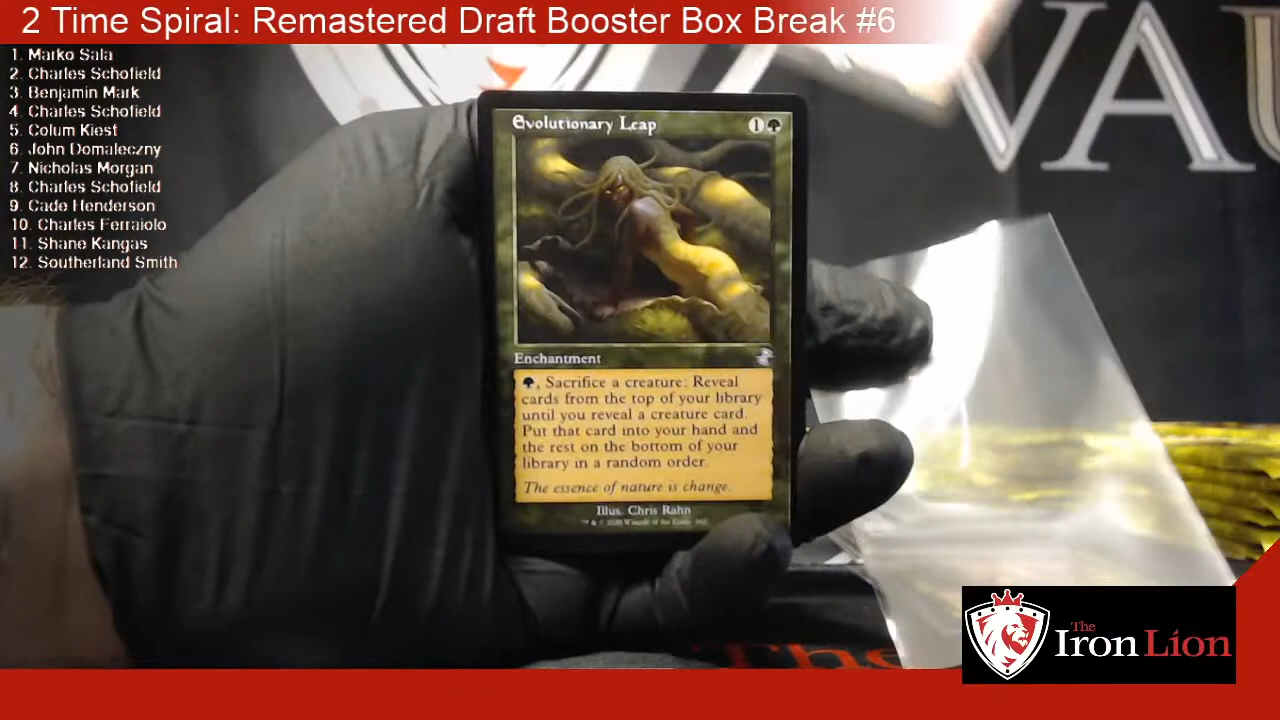 2 Time Spiral: Remastered Draft Booster Box Break #6
1. Marko Sala
2. Charles Schofield
3. Benjamin Mark
4. Charles Schofield
5. Colum Kiest
6. John Domaleczny
7. Nicholas Morgan
8. Charles Schofield
9. Cade Henderson
10. Charles Ferraiolo
11. Shane Kangas
12. Southerland Smith
VAU
Evolutionary Leap 1
Enchantment
, Sacrifice a creature: Reveal
cards from the top of your library
until you reveal a creature card.
Put that card into your hand and
the rest on the bottom of your
library in a random order.
The essence of nature is change.
Illus. Chris Rahn
The
The
Iron Lion